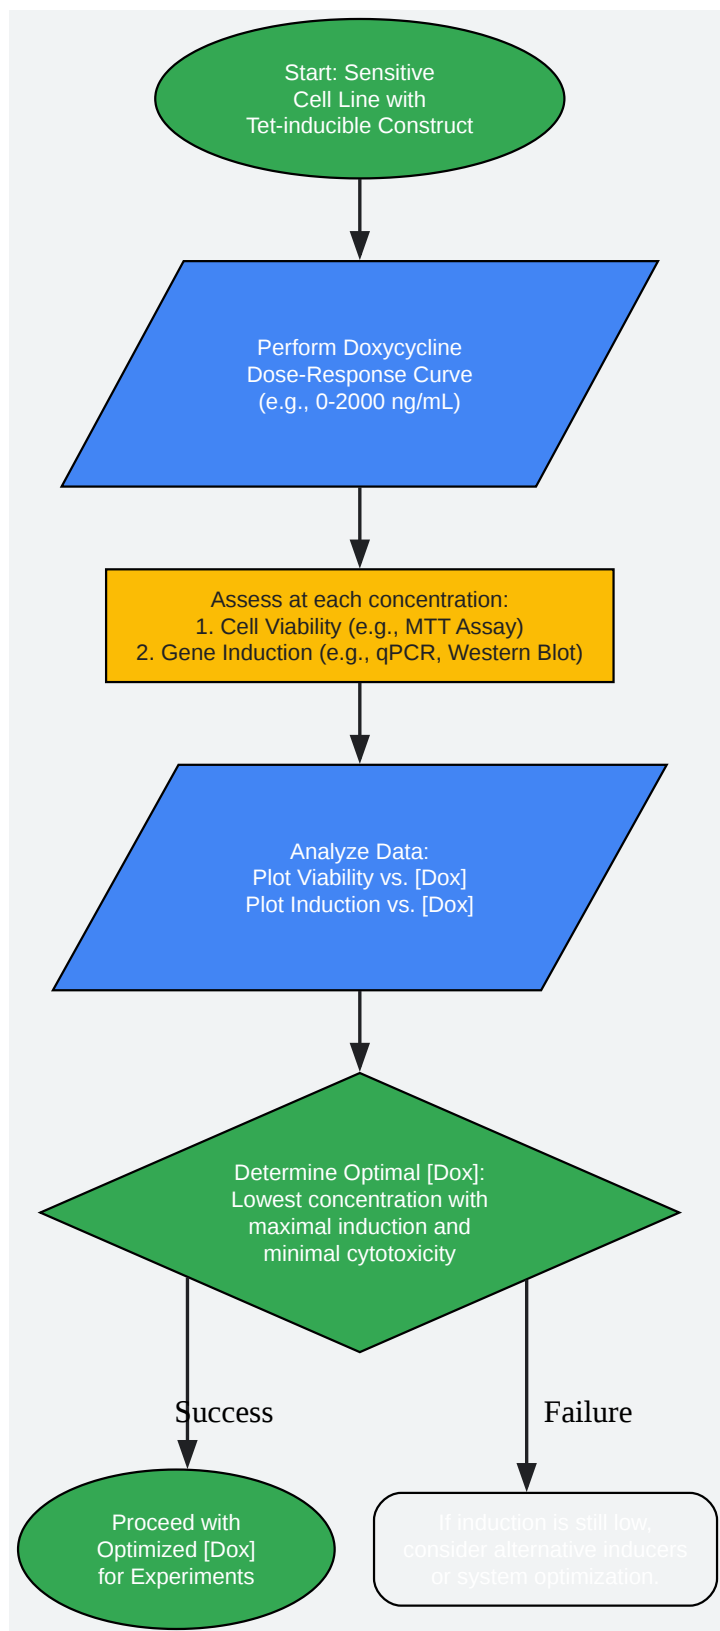 Start: Sensitive
Cell Line with
Tet-inducible Construct
Perform Doxycycline
Dose-Response Curve
(e.g., 0-2000 ng/mL)
Assess at each concentration:
1. Cell Viability (e.g., MTT Assay)
2. Gene Induction (e.g., qPCR, Western Blot)
Analyze Data:
Plot Viability vs. [Dox]
Plot Induction vs. [Dox]
Determine Optimal [Dox]:
Lowest concentration with
maximal induction and
minimal cytotoxicity
Success
Failure
Proceed with
Optimized [Dox]
for Experiments
If induction is still low,
consider alternative inducers
or system optimization.